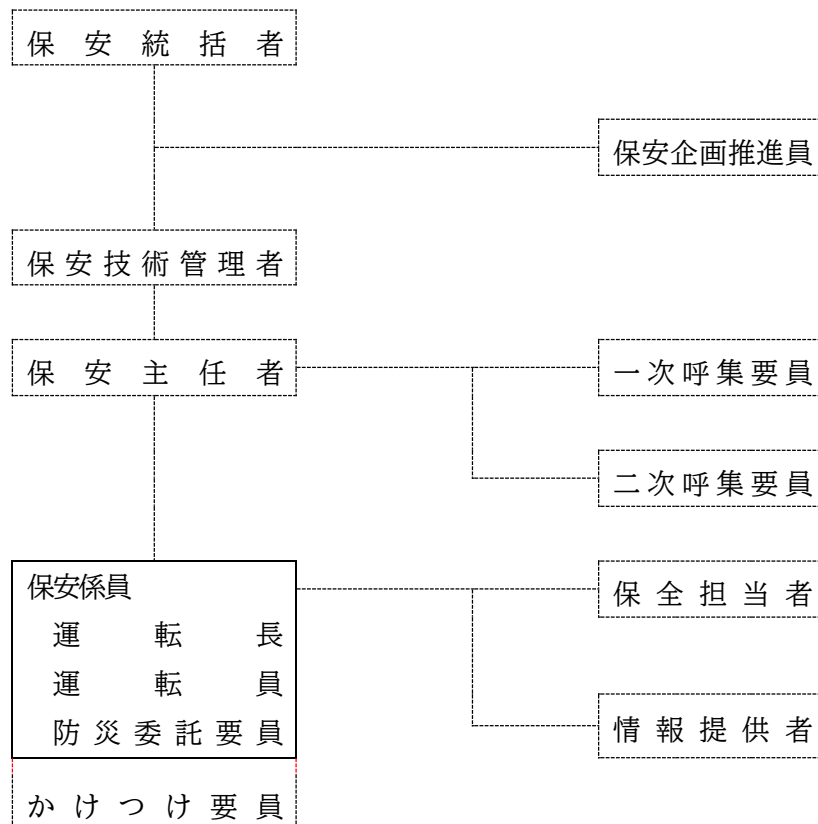 保安統括者
保安企画推進員
保安技術管理者
保安主任者
一次呼集要員
二次呼集要員
保安係員
運転長
運転員
防災委託要員
保全担当者
情報提供者
かけつけ要員